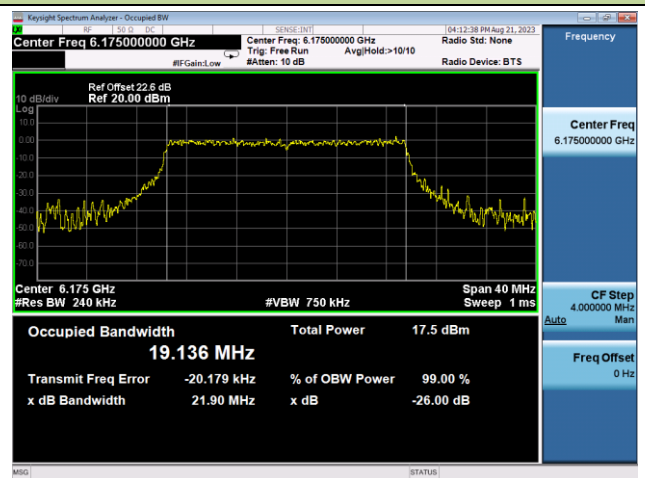 Keysight Spectrum Analyzer - Occupied BW
RF 50 Ω DC SENSE:INT 04:12:38 PM Aug 21, 2023
Center Freq 6.175000000 GHz Center Freq: 6.175000000 GHz Radio Std: None
Trig: Free Run Avg|Hold:>10/10
#IFGain:Low #Atten: 10 dB Radio Device: BTS
Frequency
Ref Offset 22.6 dB
10 dB/div Ref 20.00 dBm
Log
10.0
0.00
-10.0
-20.0
-30.0
-40.0
-50.0
-60.0
-70.0
Center 6.175 GHz Span 40 MHz
#Res BW 240 kHz #VBW 750 kHz Sweep 1 ms
Occupied Bandwidth Total Power 17.5 dBm
19.136 MHz
Transmit Freq Error -20.179 kHz % of OBW Power 99.00 %
x dB Bandwidth 21.90 MHz x dB -26.00 dB
Center Freq
6.175000000 GHz
CF Step
4.000000 MHz
Auto Man
Freq Offset
0 Hz
MSG STATUS